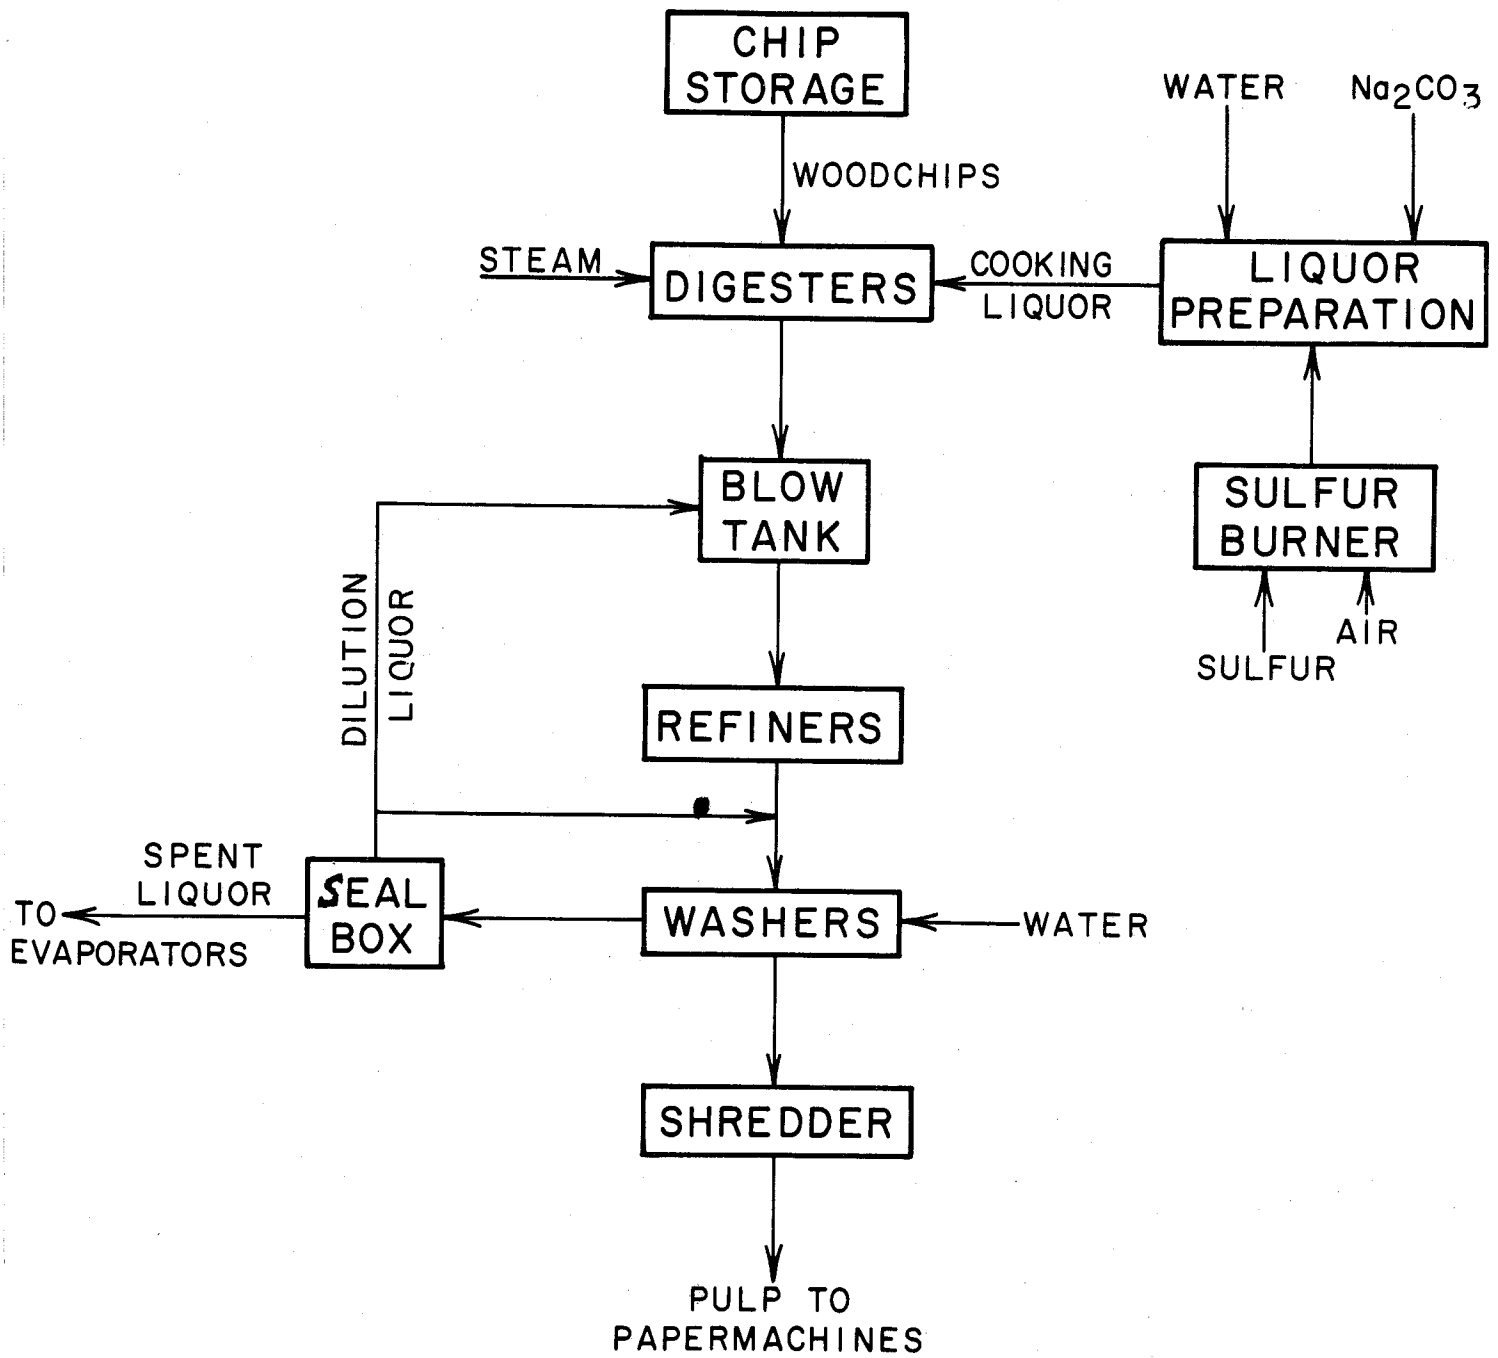 CHIP
STORAGE
WATER
Na2CO3
WOODCHIPS
STEAM
DIGESTERS
COOKING
LIQUOR
LIQUOR
PREPARATION
BLOW
TANK
SULFUR
BURNER
AIR
SULFUR
DILUTION
LIQUOR
REFINERS
SPENT
LIQUOR
TO
EVAPORATORS
SEAL
BOX
WASHERS
WATER
SHREDDER
PULP TO
PAPERMACHINES